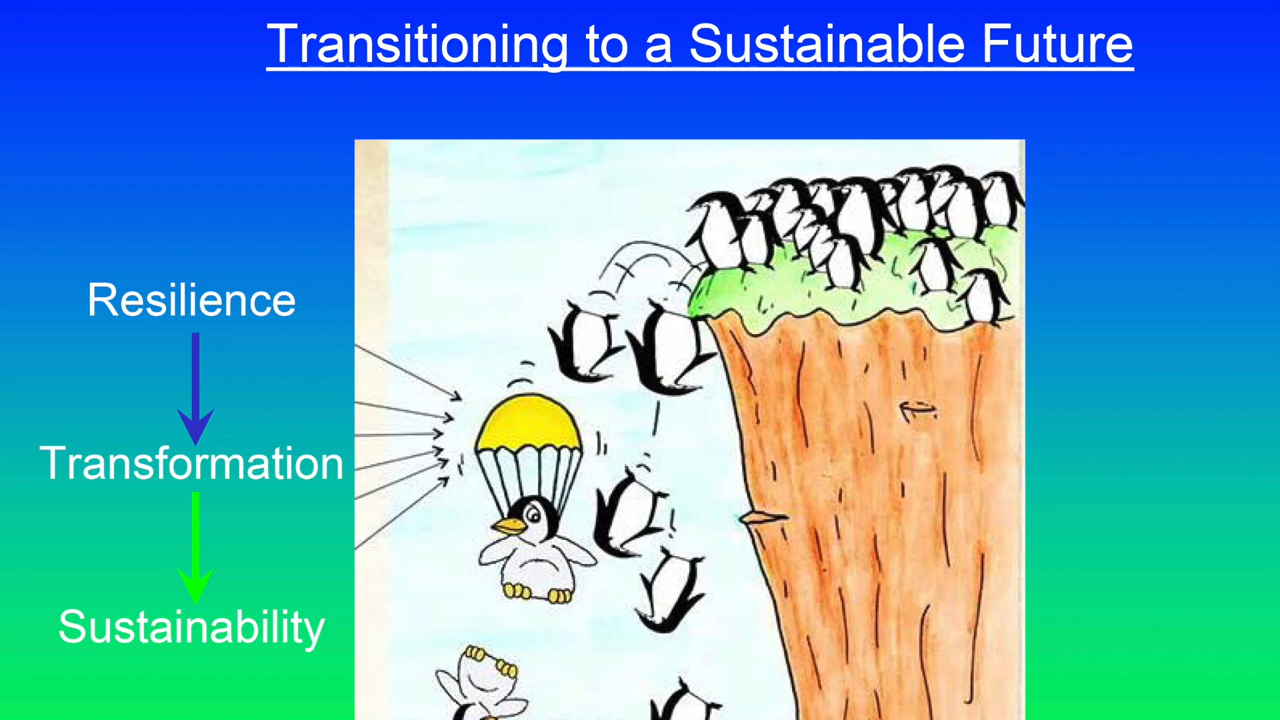 Transitioning to a Sustainable Future
Resilience
Transformation
Sustainability